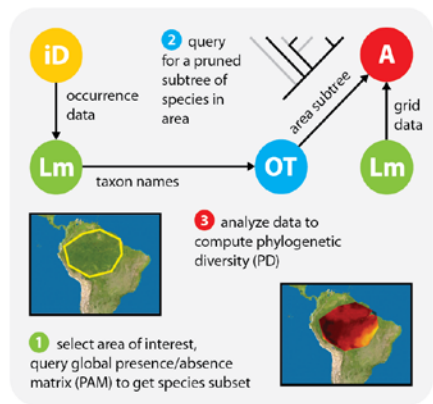 iD
2 query
for a pruned
subtree of
species in
area
A
occurrence
data
area subtree
grid
data
Lm
taxon names
OT
Lm
3 analyze data to
compute phylogenetic
diversity (PD)
1 select area of interest,
query global presence/absence
matrix (PAM) to get species subset